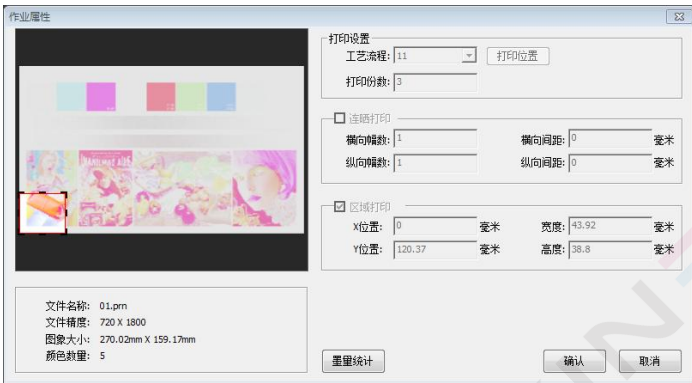 作业属性
打印设置
工艺流程: 11 打印位置
打印份数: 3
连晒打印
横向幅数: 1 横向间距: 0 毫米
纵向幅数: 1 纵向间距: 0 毫米
区域打印
X位置: 0 毫米 宽度: 43.92 毫米
Y位置: 120.37 毫米 高度: 38.8 毫米
文件名称: 01.prn
文件精度: 720 X 1800
图象大小: 270.02mm X 159.17mm
颜色数量: 5
墨量统计 确认 取消